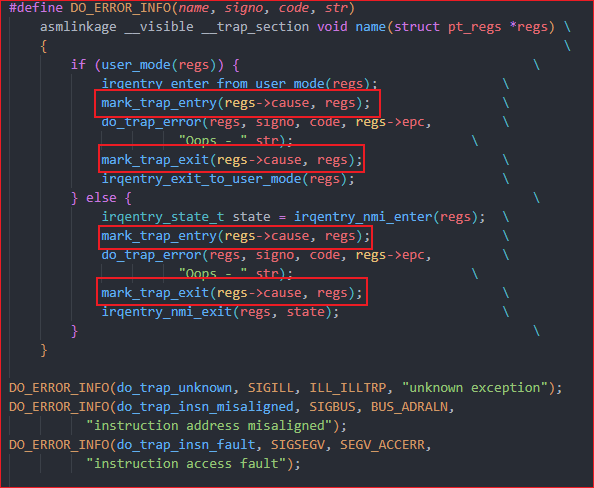 #define DO_ERROR_INFO(name, signo, code, str)
asmlinkage __visible __trap_section void name(struct pt_regs *regs) \
{ \
if (user_mode(regs)) { \
irqentry_enter_from_user_mode(regs); \
mark_trap_entry(regs->cause, regs); \
do_trap_error(regs, signo, code, regs->epc, \
"Oops - " str); \
mark_trap_exit(regs->cause, regs); \
irqentry_exit_to_user_mode(regs); \
} else { \
irqentry_state_t state = irqentry_nmi_enter(regs); \
mark_trap_entry(regs->cause, regs); \
do_trap_error(regs, signo, code, regs->epc, \
"Oops - " str); \
mark_trap_exit(regs->cause, regs); \
irqentry_nmi_exit(regs, state); \
} \
}
DO_ERROR_INFO(do_trap_unknown, SIGILL, ILL_ILLTRP, "unknown exception");
DO_ERROR_INFO(do_trap_insn_misaligned, SIGBUS, BUS_ADRALN,
"instruction address misaligned");
DO_ERROR_INFO(do_trap_insn_fault, SIGSEGV, SEGV_ACCERR,
"instruction access fault");